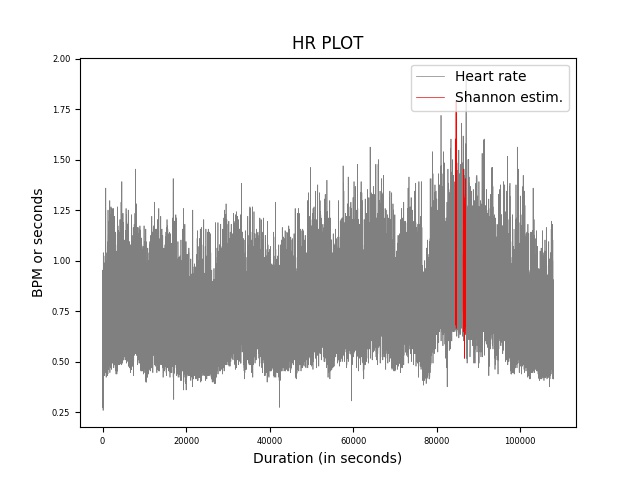 HR PLOT
Heart rate
Shannon estim.
BPM or seconds
2.00
1.75
1.50
1.25
1.00
0.75
0.50
0.25
0
20000
40000
60000
80000
100000
Duration (in seconds)